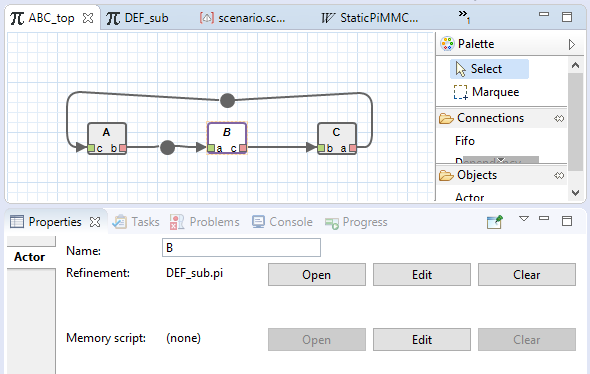 π ABC_top DEF_sub scenario.sc... StaticPiMMC... »1
Palette
Select
Marquee
Connections
Fifo
Objects
Actor
A B C
c b a c b a
Properties Tasks Problems Console Progress
Actor
Name: B
Refinement: DEF_sub.pi Open Edit Clear
Memory script: (none) Open Edit Clear